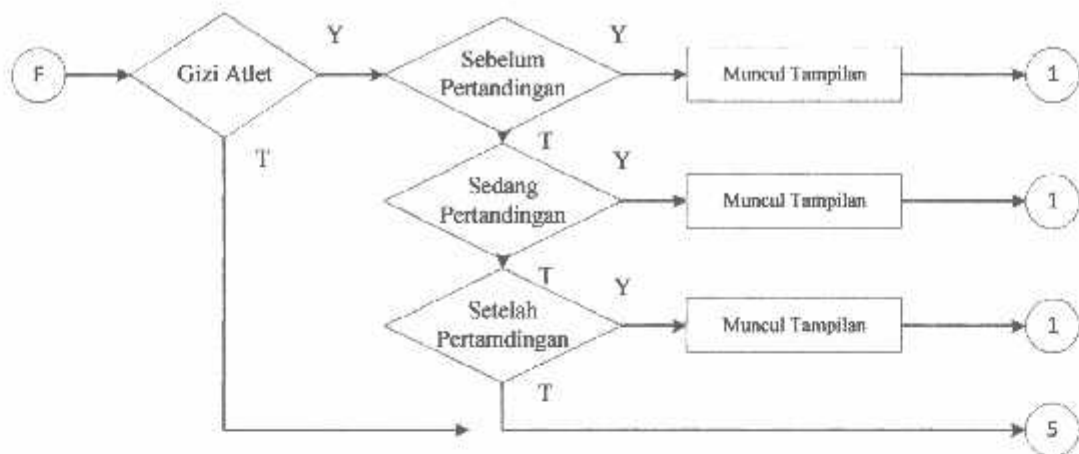 F
Gizi Atlet
Y
Sebelum
Pertandingan
Y
Muncul Tampilan
1
T
T
Sedang
Pertandingan
Y
Muncul Tampilan
1
T
Setelah
Pertamdingan
Y
Muncul Tampilan
1
T
5